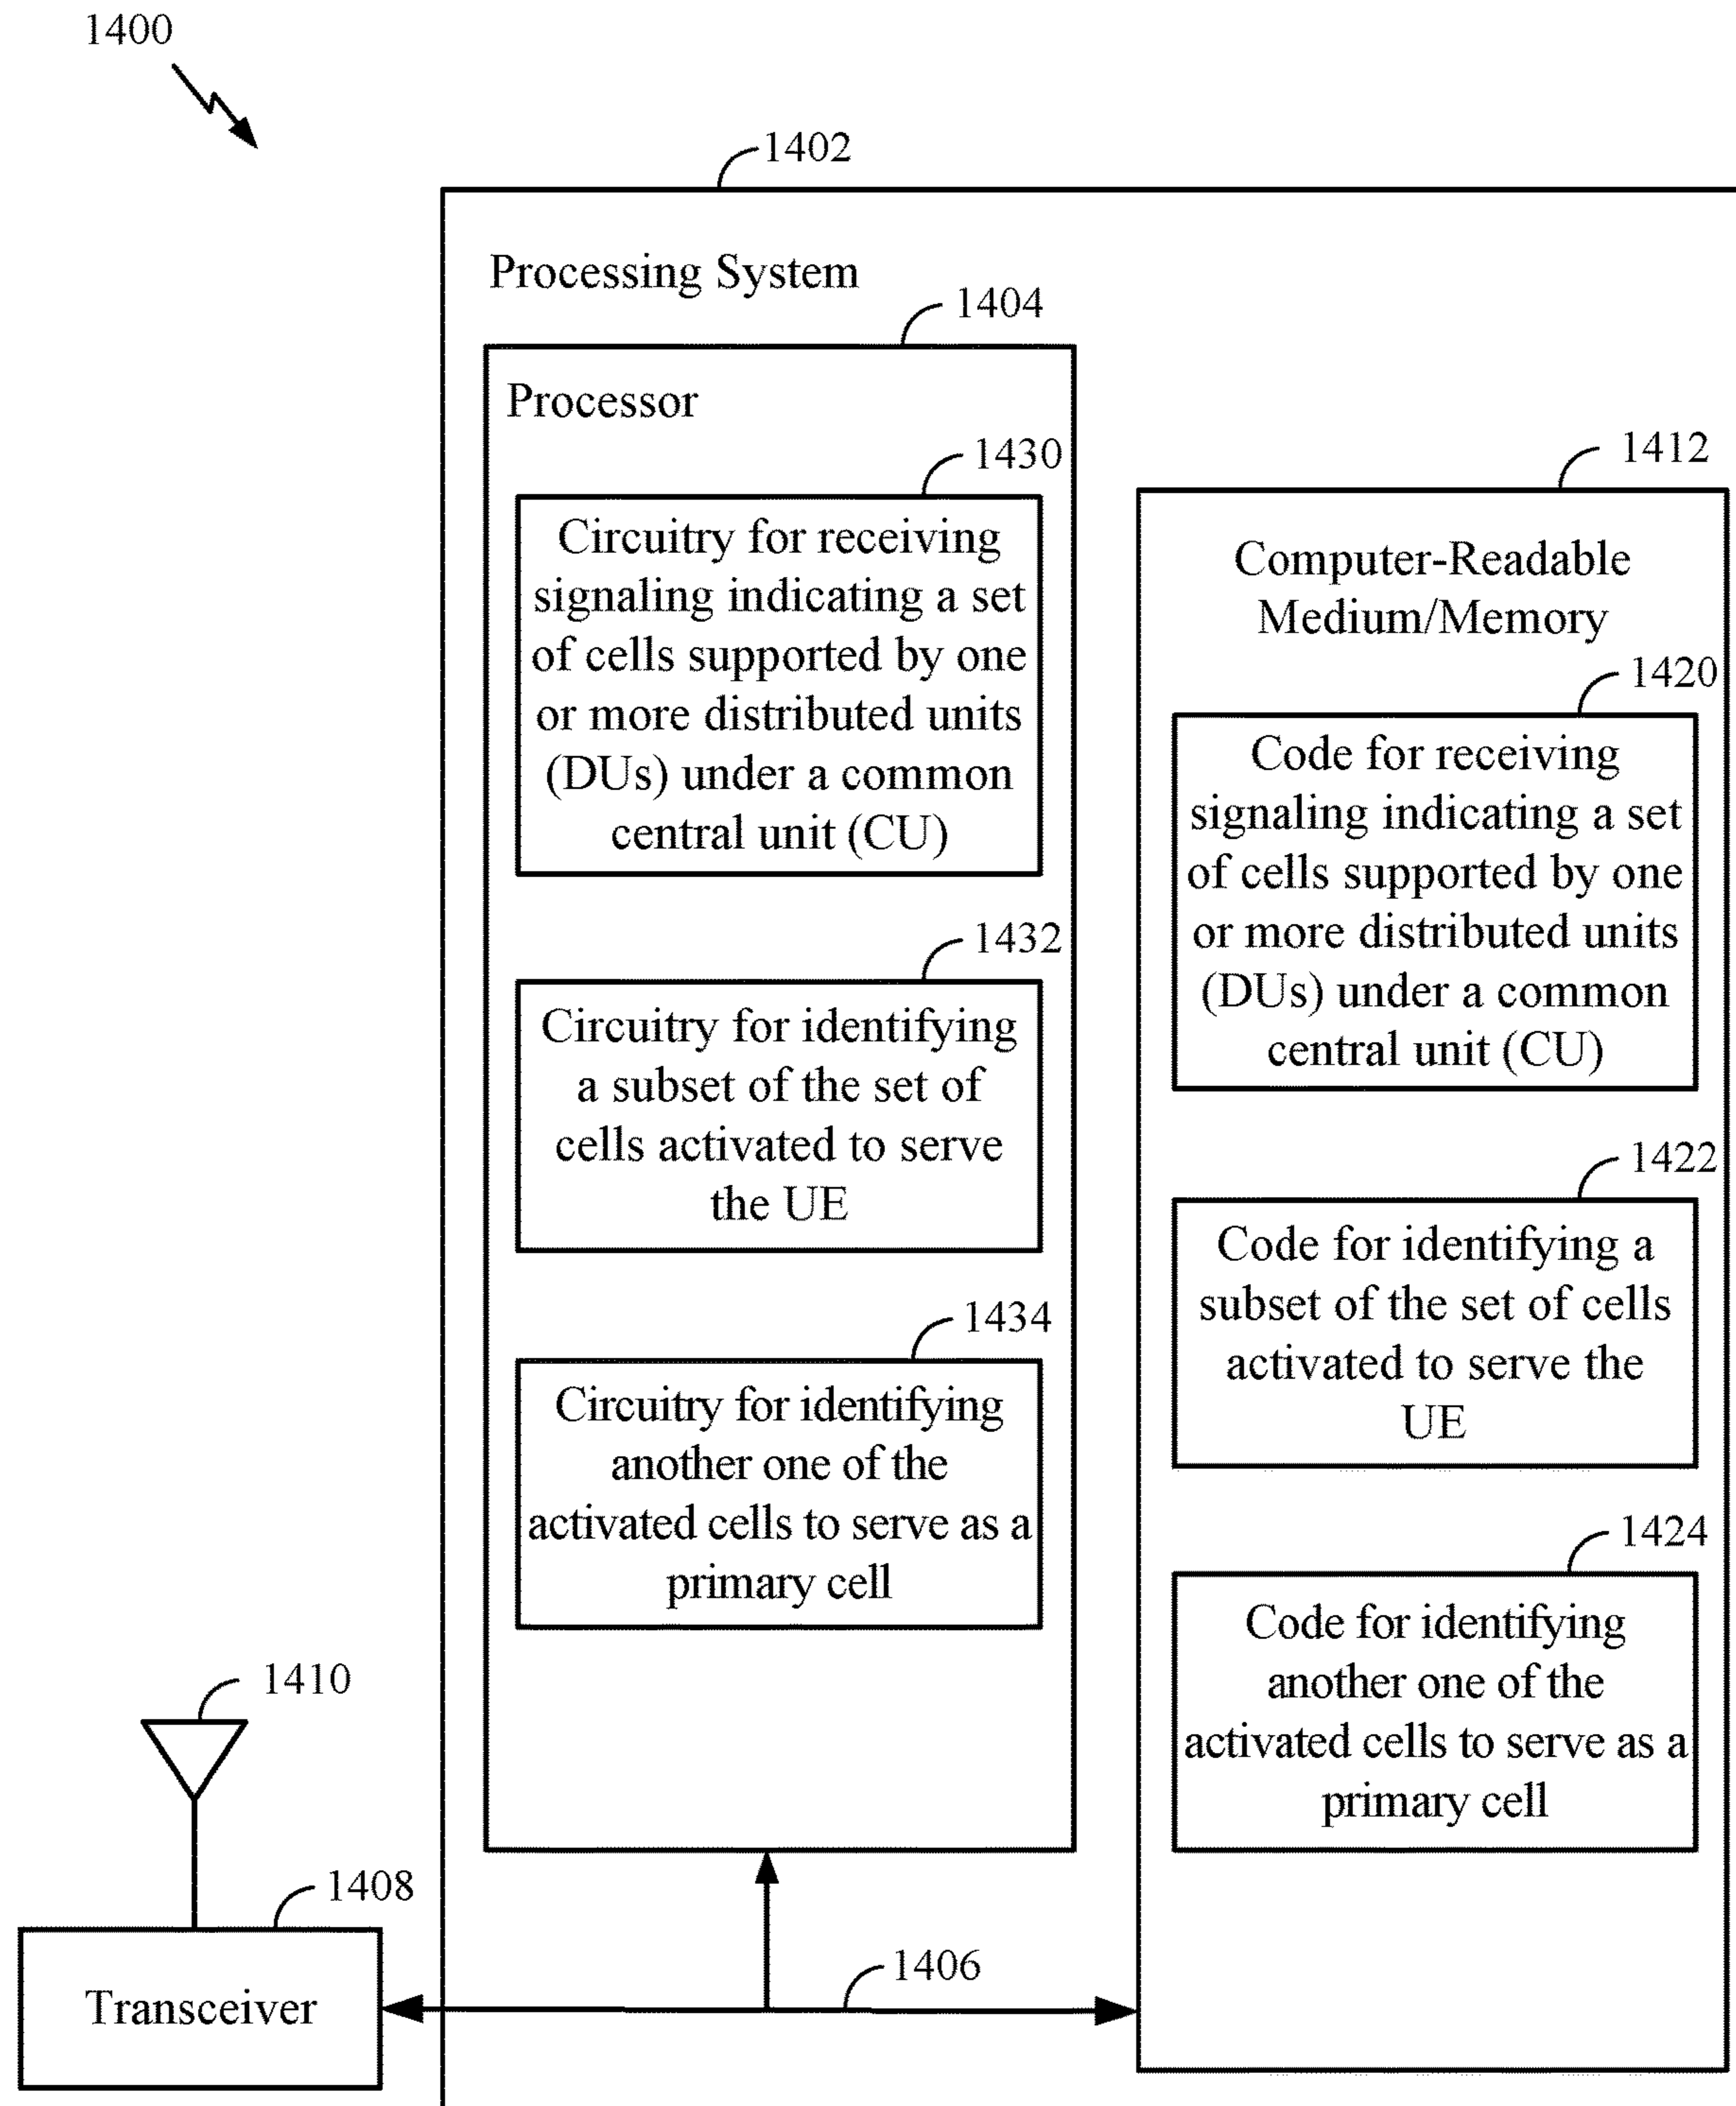 1400
1402
Processing System
1404
Processor
1430
Circuitry for receiving
signaling indicating a set
of cells supported by one
or more distributed units
(DUs) under a common
central unit (CU)
1432
Circuitry for identifying
a subset of the set of
cells activated to serve
the UE
1434
Circuitry for identifying
another one of the
activated cells to serve as a
primary cell
1412
Computer-Readable
Medium/Memory
1420
Code for receiving
signaling indicating a set
of cells supported by one
or more distributed units
(DUs) under a common
central unit (CU)
1422
Code for identifying a
subset of the set of cells
activated to serve the
UE
1424
Code for identifying
another one of the
activated cells to serve as a
primary cell
1410
1408
Transceiver
1406